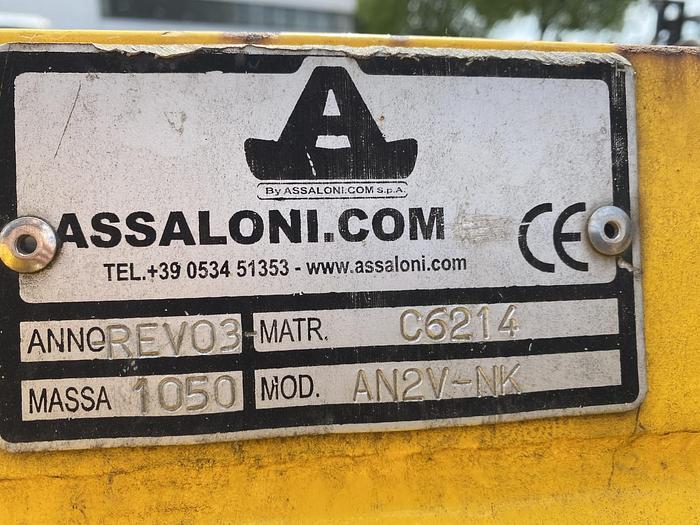 A
By ASSALONI.COM S.p.A.
ASSALONI.COM
CE
TEL.+39 0534 51353 - www.assaloni.com
ANNO REV03 MATR. C6214
MASSA 1050 MOD. AN2V-NK